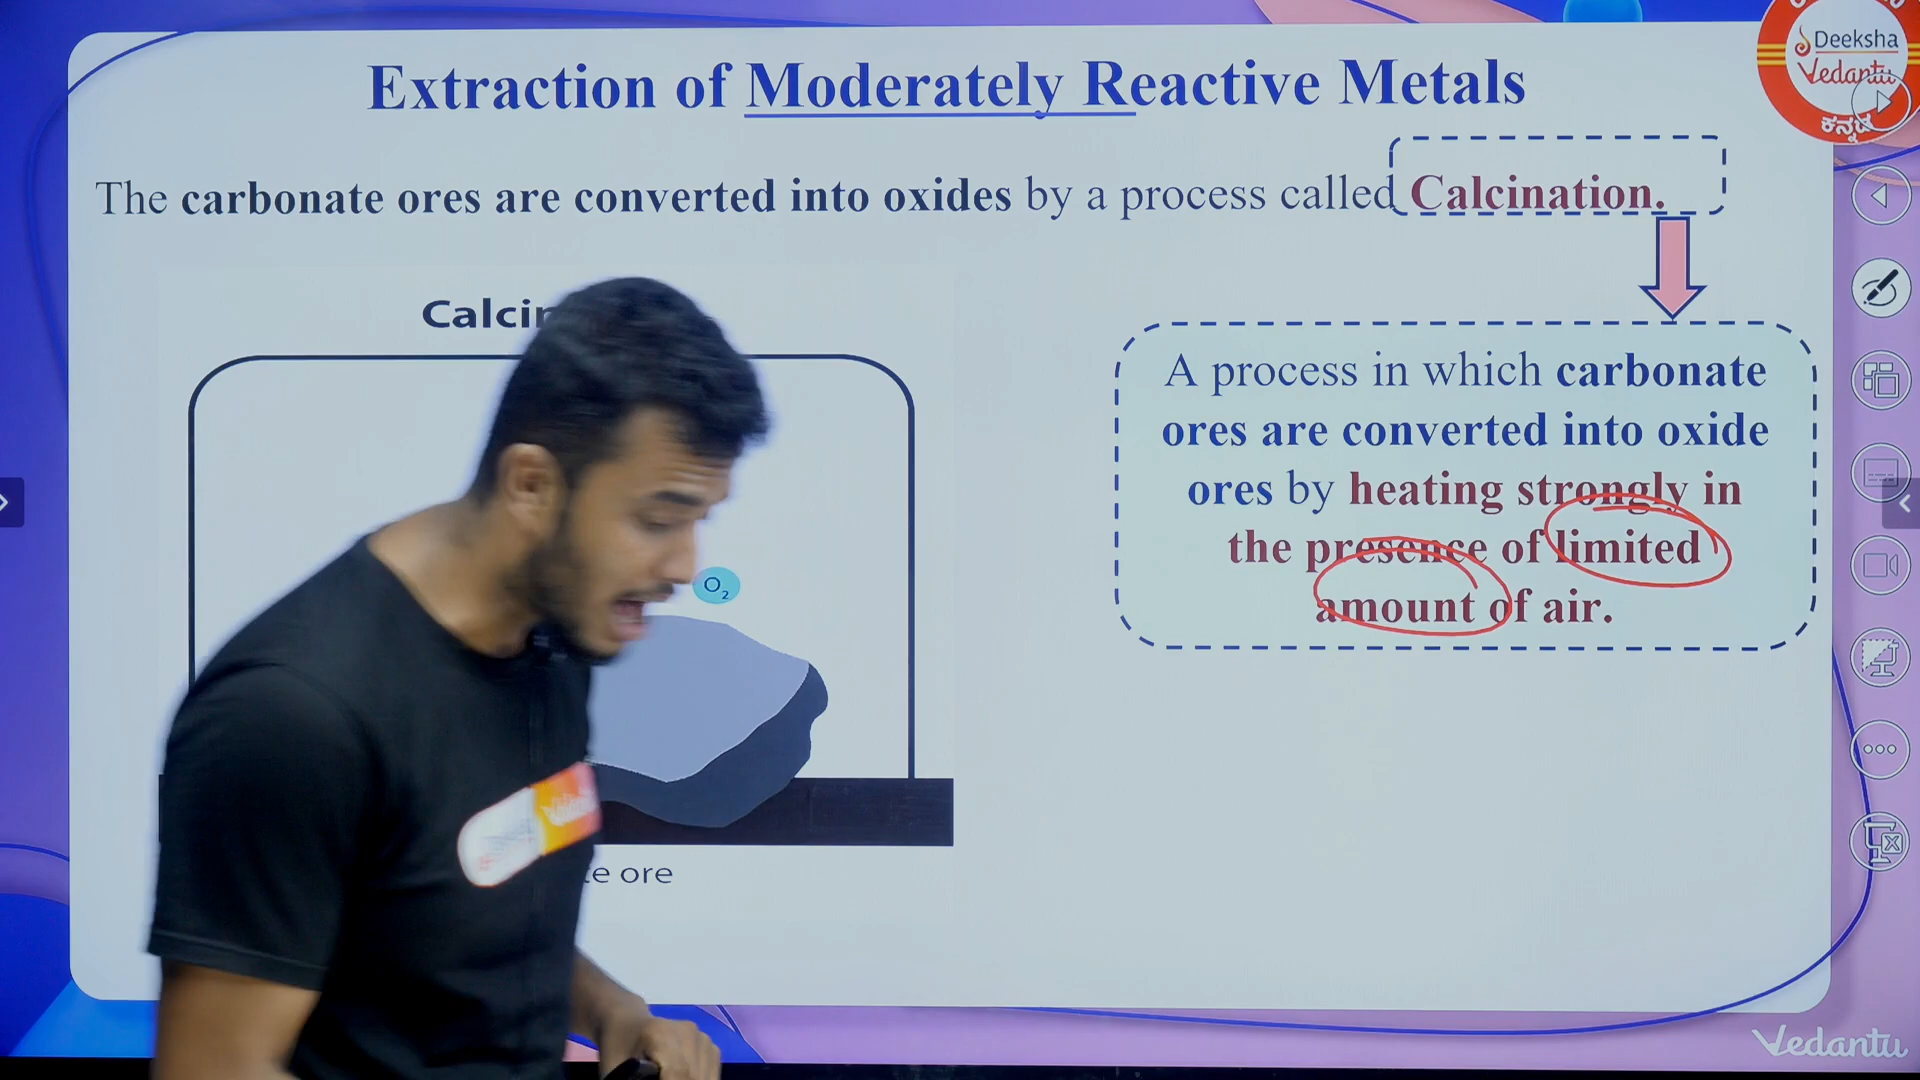 Extraction of Moderately Reactive Metals
Deeksha
Vedantu
ಕನ್ನಡ
The carbonate ores are converted into oxides by a process called Calcination.
Calcin
A process in which carbonate
ores are converted into oxide
ores by heating strongly in
the presence of limited
amount of air.
O₂
e ore
Vedantu